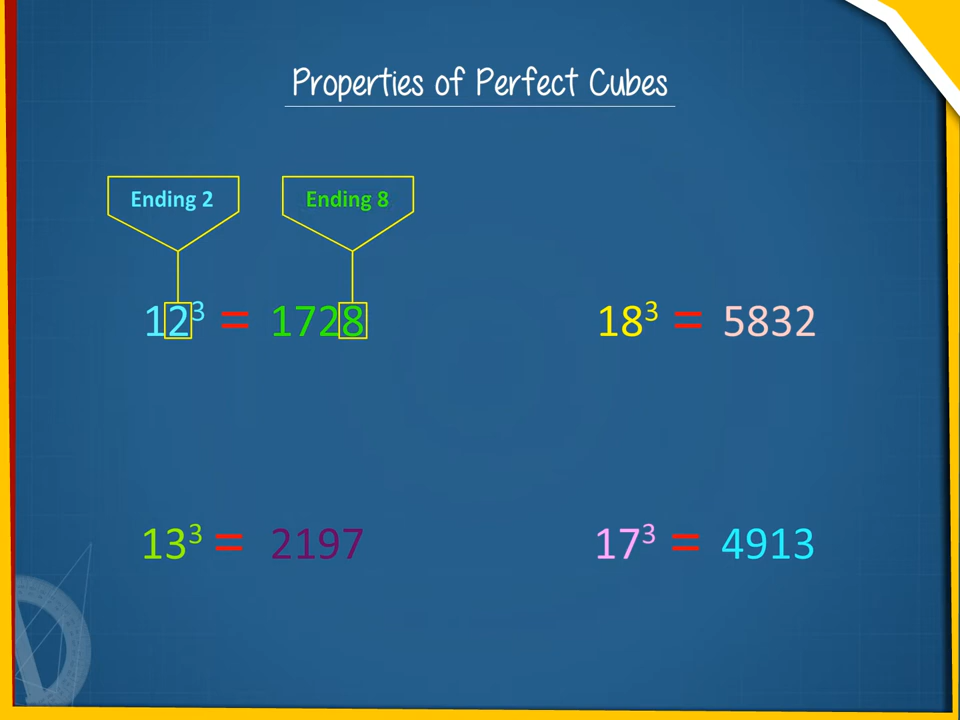 Properties of Perfect Cubes
Ending 2 Ending 8
12³ = 1728 18³ = 5832
13³ = 2197 17³ = 4913